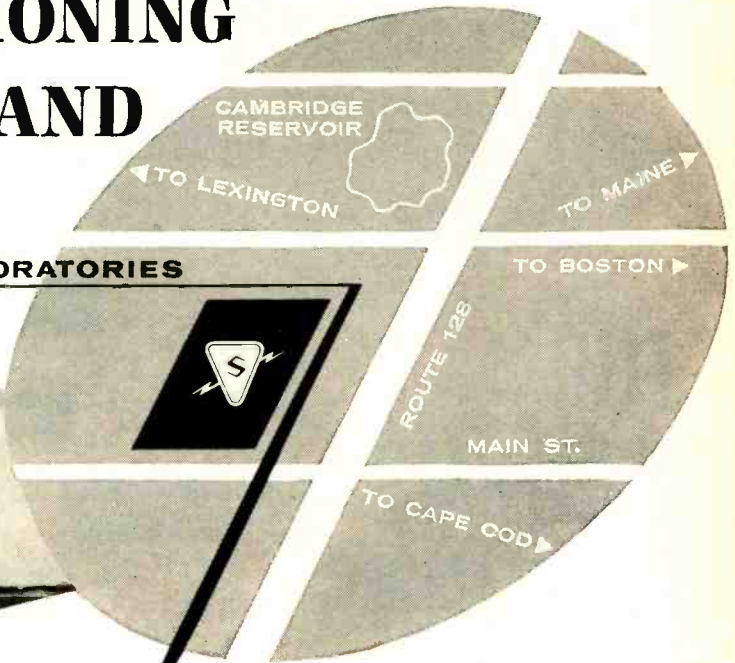 IONING
AND
CAMBRIDGE
RESERVOIR
TO LEXINGTON
TO MAINE
ORATORIES
TO BOSTON
S
ROUTE 128
MAIN ST.
TO CAPE COD